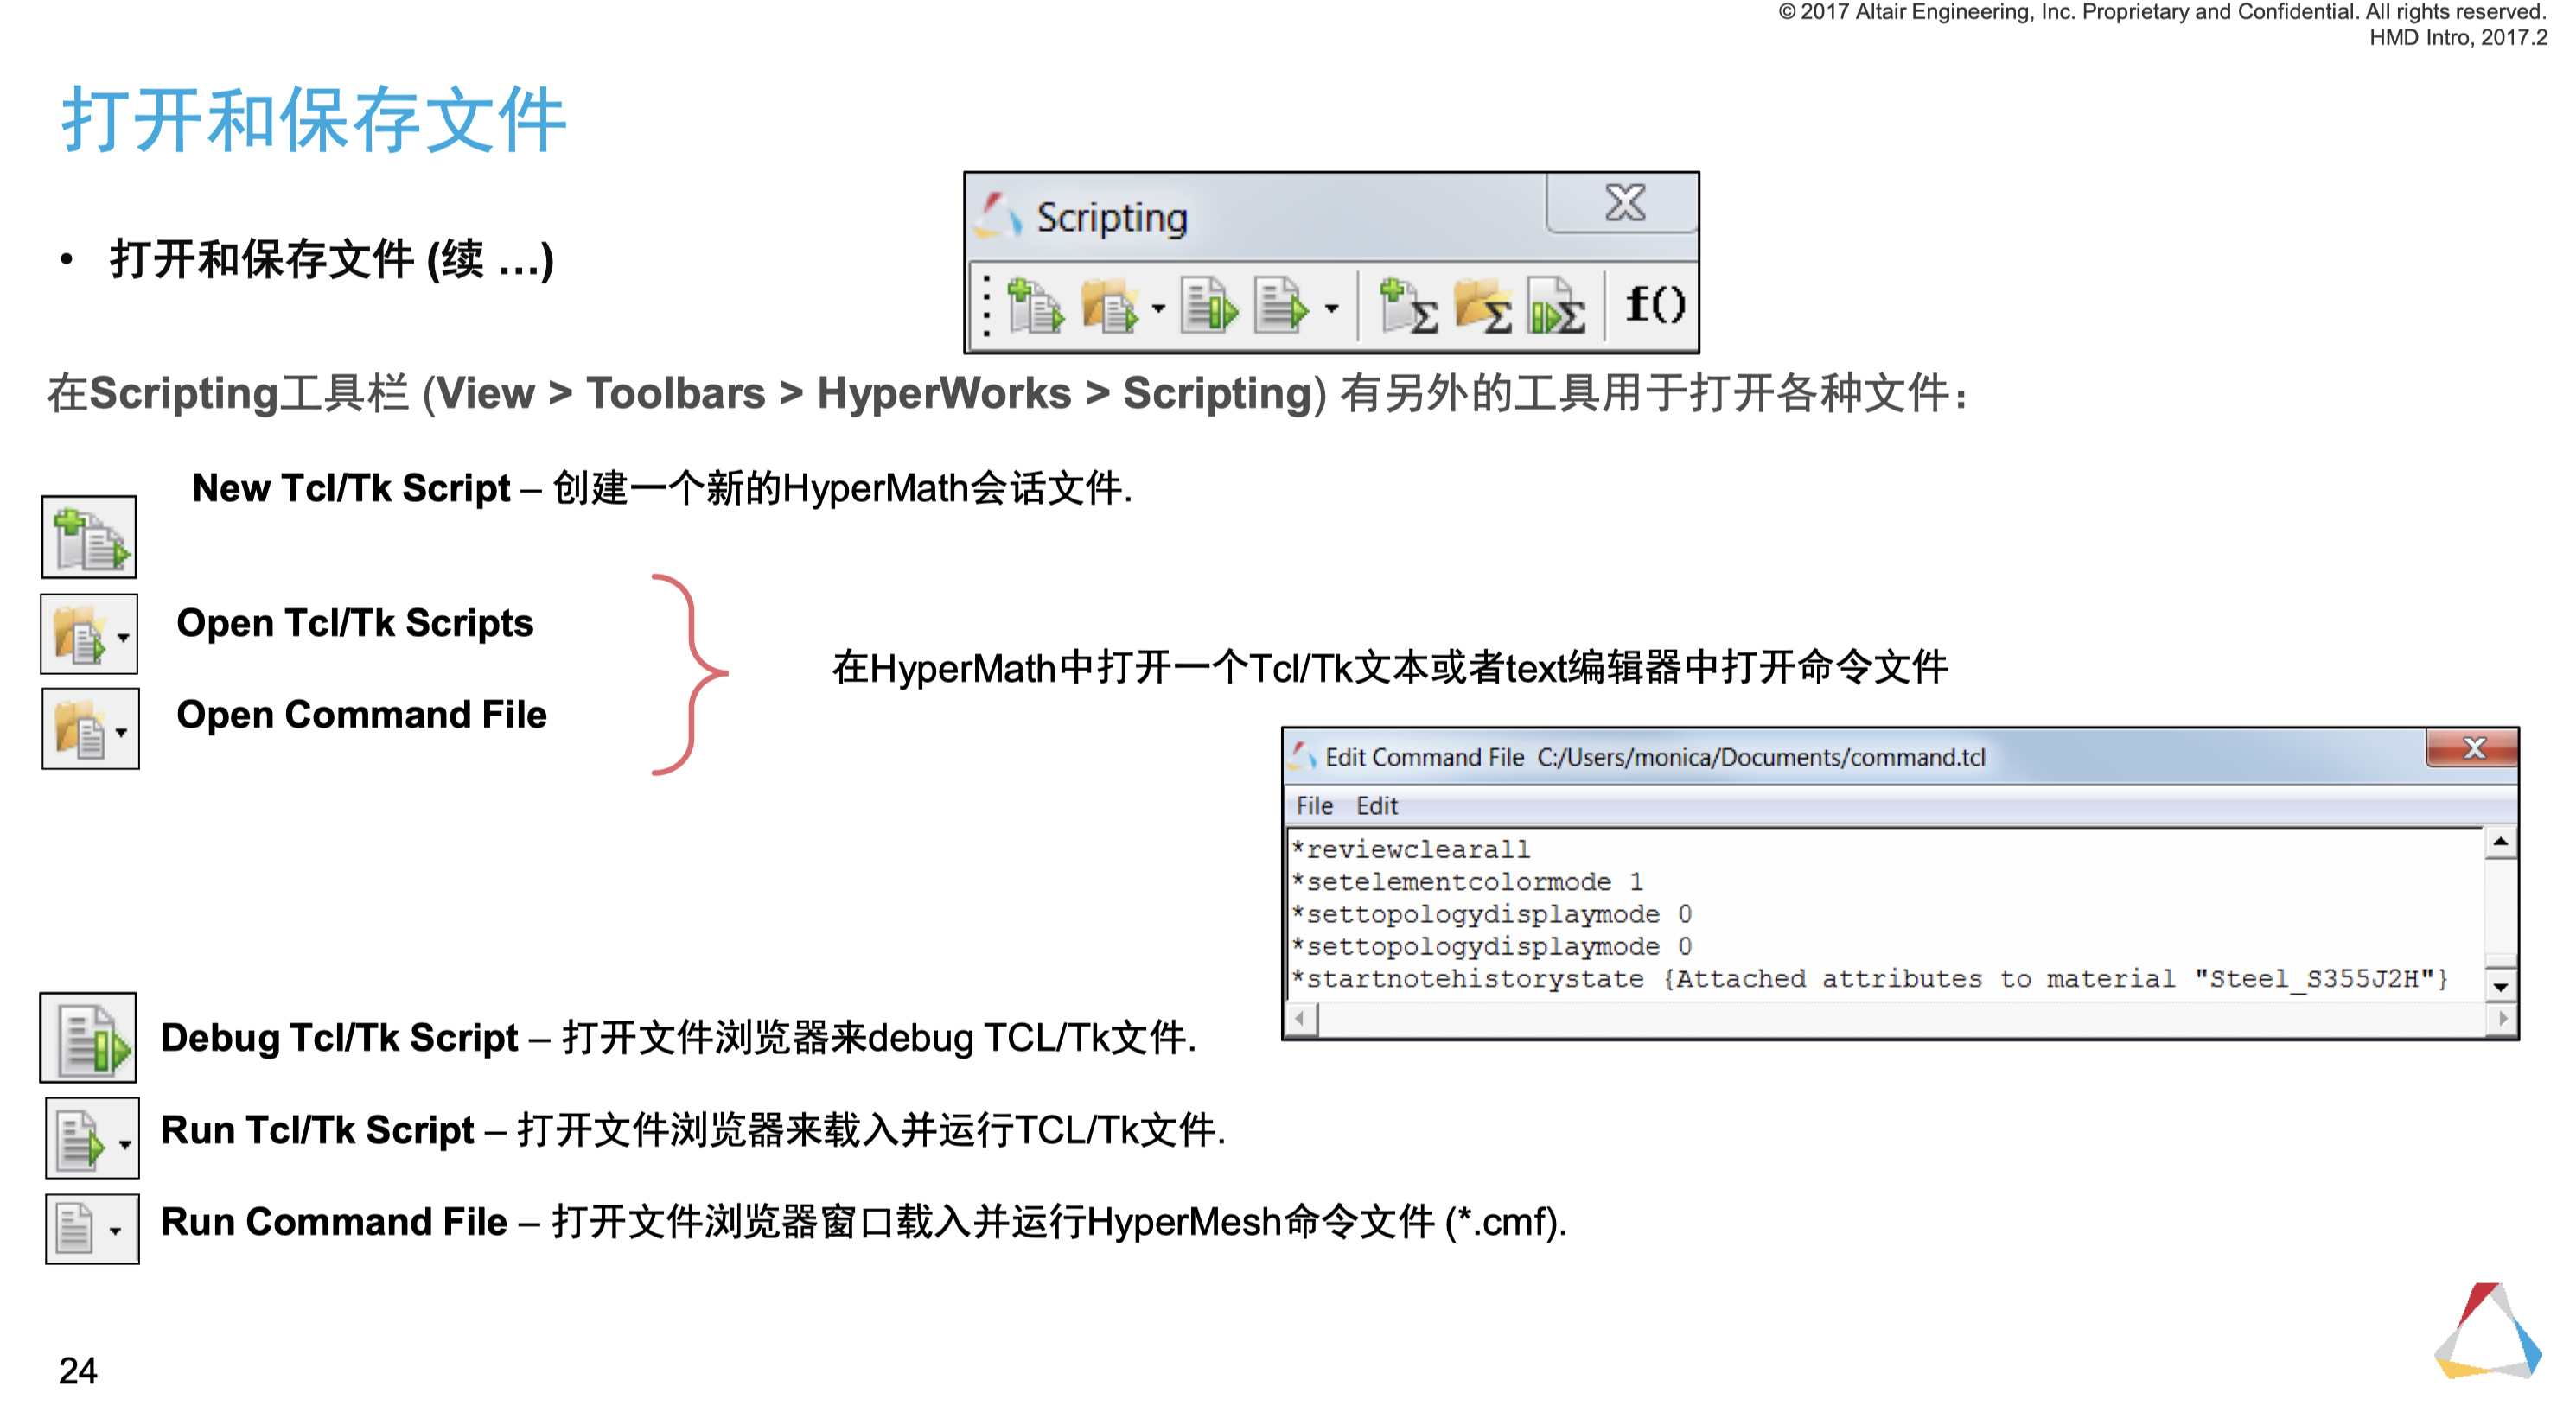 © 2017 Altair Engineering, Inc. Proprietary and Confidential. All rights reserved.
HMD Intro, 2017.2
打开和保存文件
• 打开和保存文件 (续 ...)
Scripting
Σ Σ Σ f()
在Scripting工具栏 (View > Toolbars > HyperWorks > Scripting) 有另外的工具用于打开各种文件：
New Tcl/Tk Script – 创建一个新的HyperMath会话文件.
Open Tcl/Tk Scripts
Open Command File
在HyperMath中打开一个Tcl/Tk文本或者text编辑器中打开命令文件
Edit Command File C:/Users/monica/Documents/command.tcl
File Edit
*reviewclearall
*setelementcolormode 1
*settopologydisplaymode 0
*settopologydisplaymode 0
*startnotehistorystate {Attached attributes to material "Steel_S355J2H"}
Debug Tcl/Tk Script – 打开文件浏览器来debug TCL/Tk文件.
Run Tcl/Tk Script – 打开文件浏览器来载入并运行TCL/Tk文件.
Run Command File – 打开文件浏览器窗口载入并运行HyperMesh命令文件 (*.cmf).
24